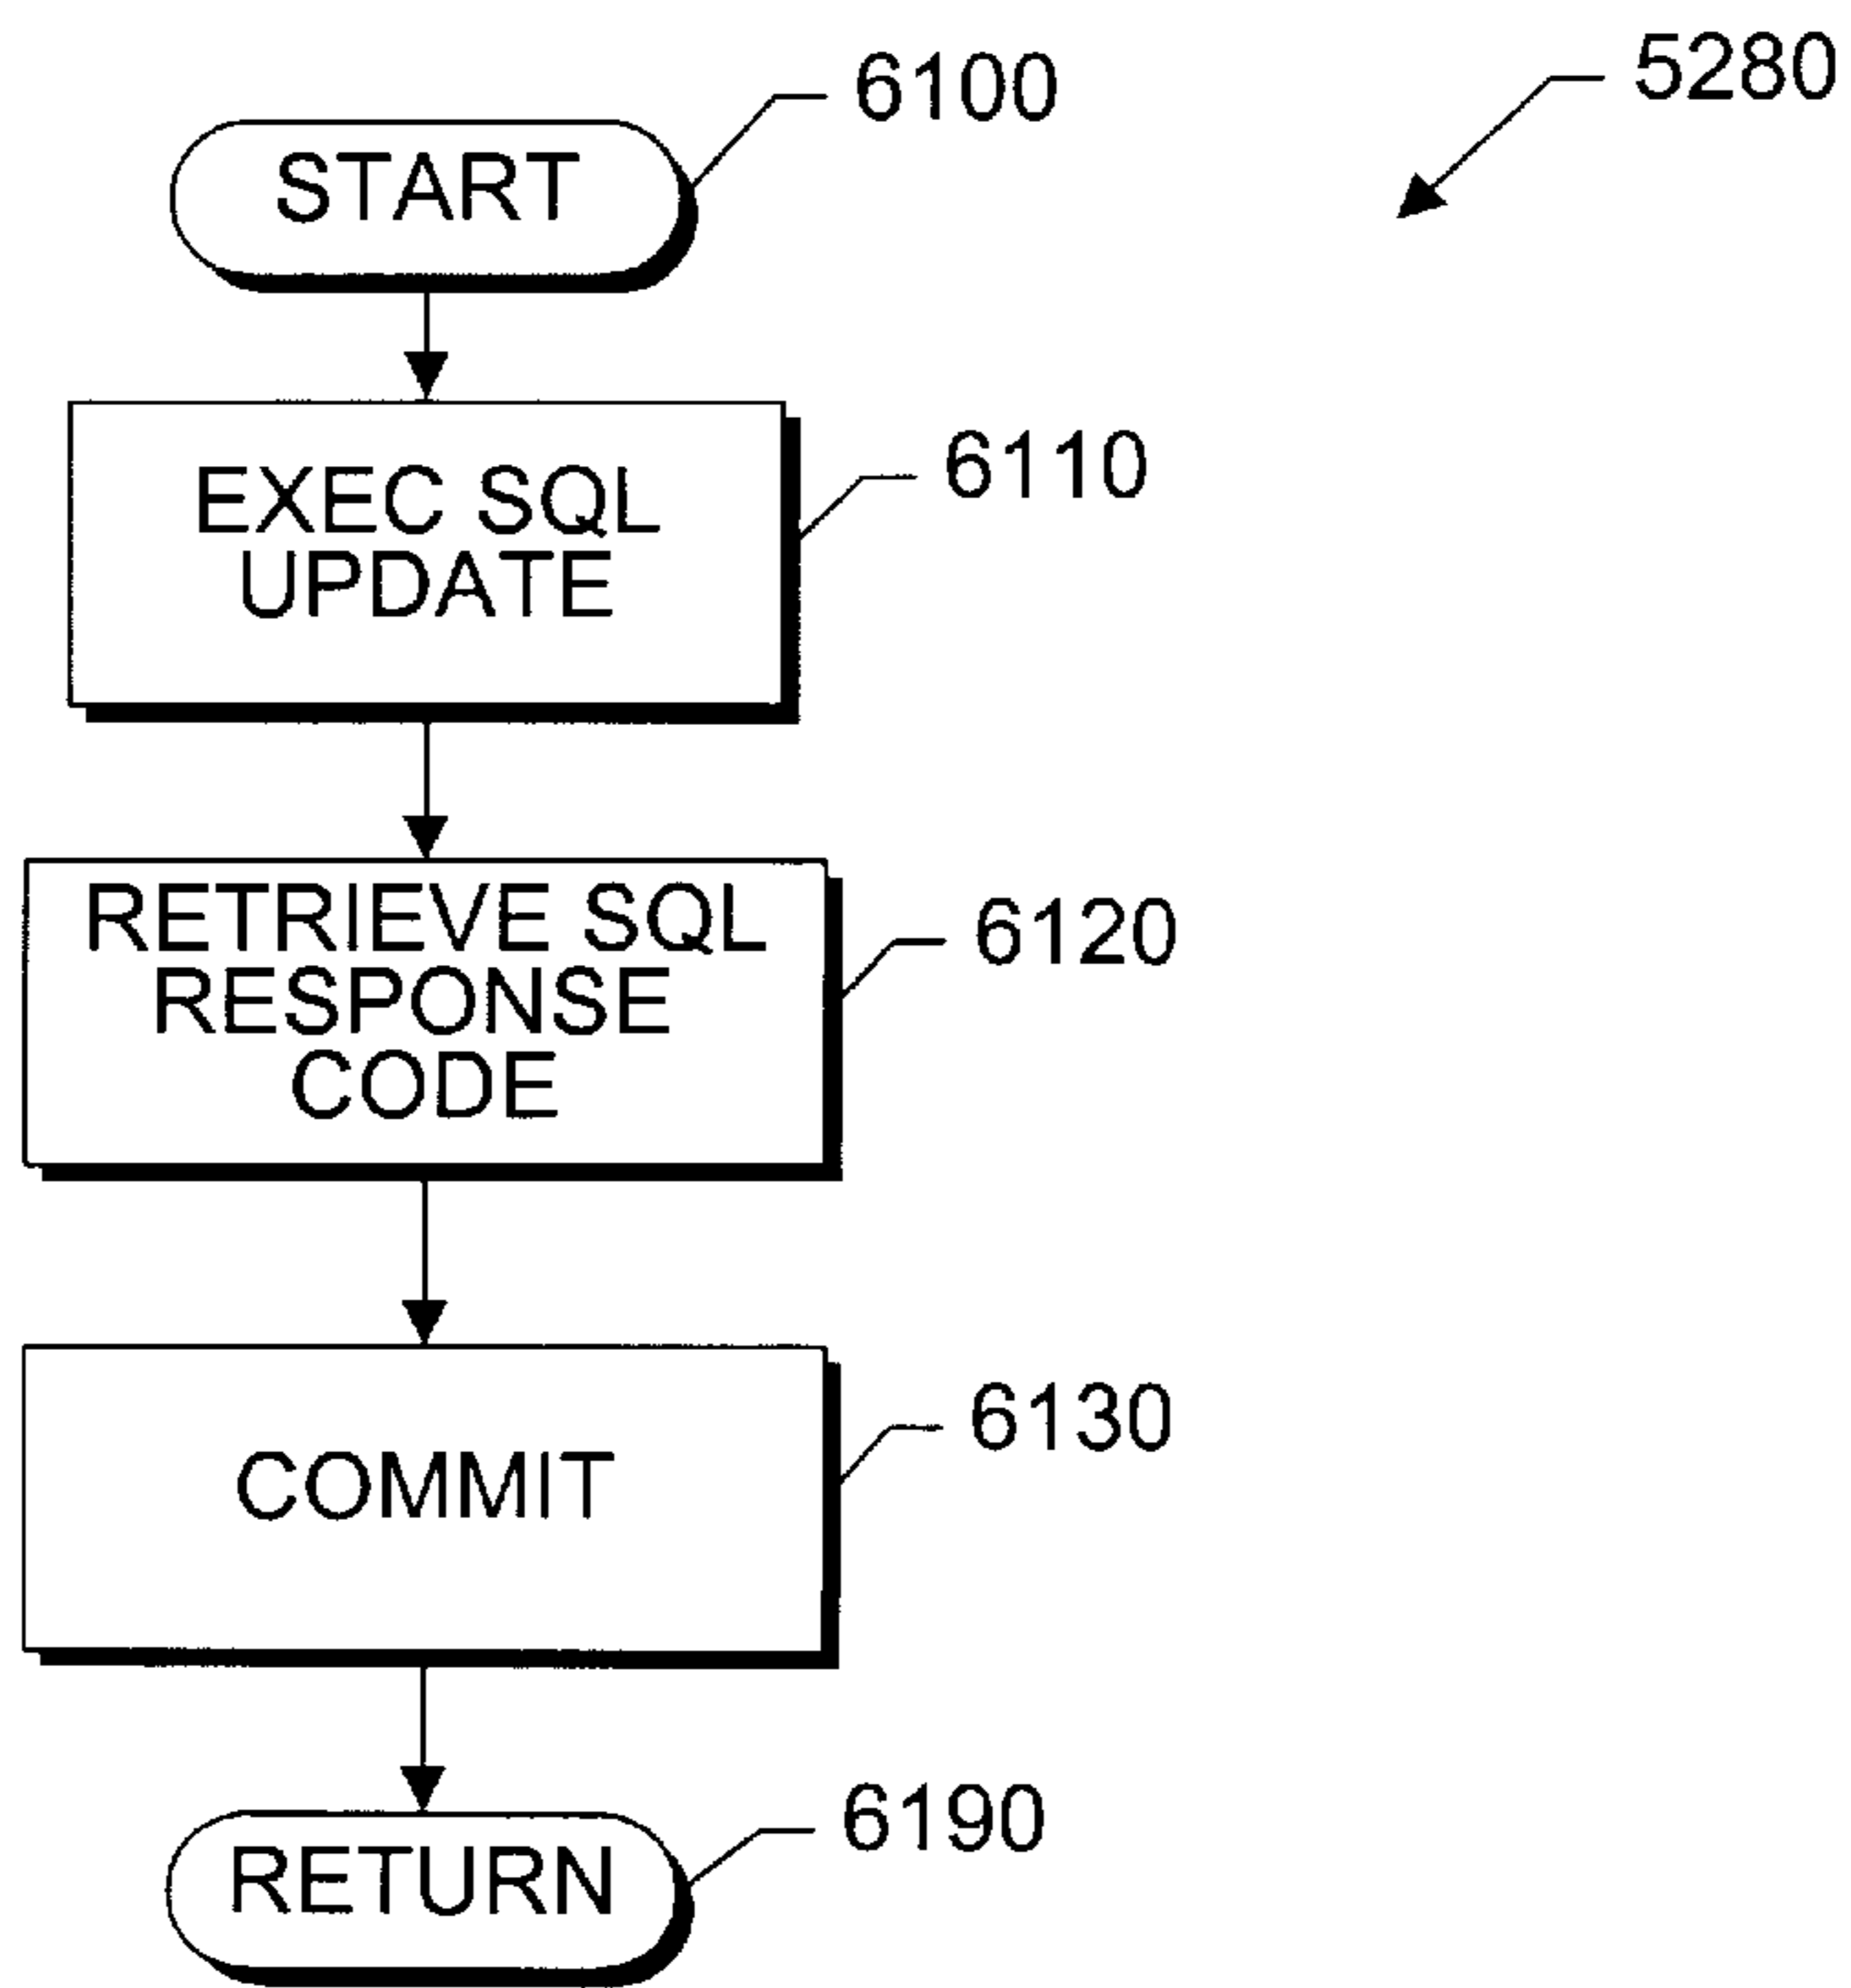 6100
5280
START
EXEC SQL
UPDATE
6110
RETRIEVE SQL
RESPONSE
CODE
6120
COMMIT
6130
RETURN
6190